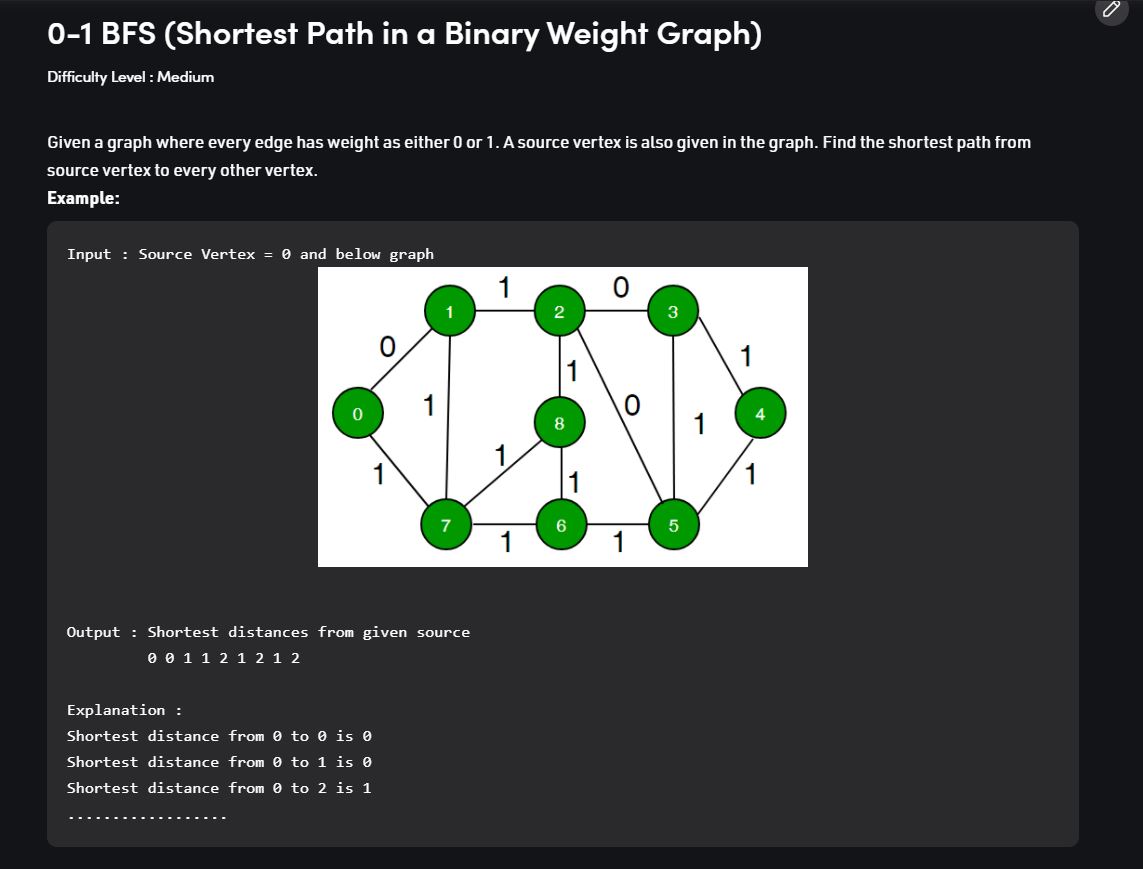 0-1 BFS (Shortest Path in a Binary Weight Graph)
Difficulty Level : Medium
Given a graph where every edge has weight as either 0 or 1. A source vertex is also given in the graph. Find the shortest path from
source vertex to every other vertex.
Example:
Input : Source Vertex = 0 and below graph
1 0
1 2 3
0 1 1
1 0
0 8 4
1 1
1 1 1
1
7 6 5
1 1
Output : Shortest distances from given source
0 0 1 1 2 1 2 1 2
Explanation :
Shortest distance from 0 to 0 is 0
Shortest distance from 0 to 1 is 0
Shortest distance from 0 to 2 is 1
..................